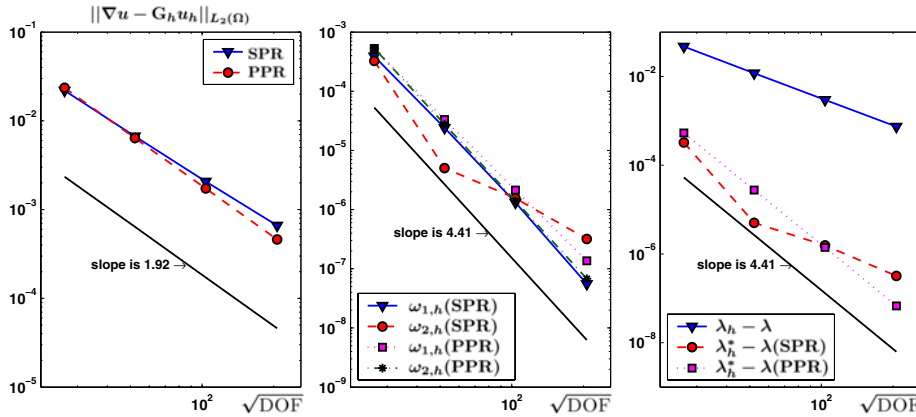 ||∇u − G_h u_h||_{L_2(Ω)}
10^{-1}
10^{-2}
10^{-3}
10^{-4}
10^{-5}
SPR
PPR
slope is 1.92 →
10^2
√DOF
10^{-3}
10^{-4}
10^{-5}
10^{-6}
10^{-7}
10^{-8}
10^{-9}
slope is 4.41 →
ω_{1,h}(SPR)
ω_{2,h}(SPR)
ω_{1,h}(PPR)
ω_{2,h}(PPR)
10^2
√DOF
10^{-2}
10^{-4}
10^{-6}
10^{-8}
slope is 4.41 →
λ_h − λ
λ_h^* − λ(SPR)
λ_h^* − λ(PPR)
10^2
√DOF